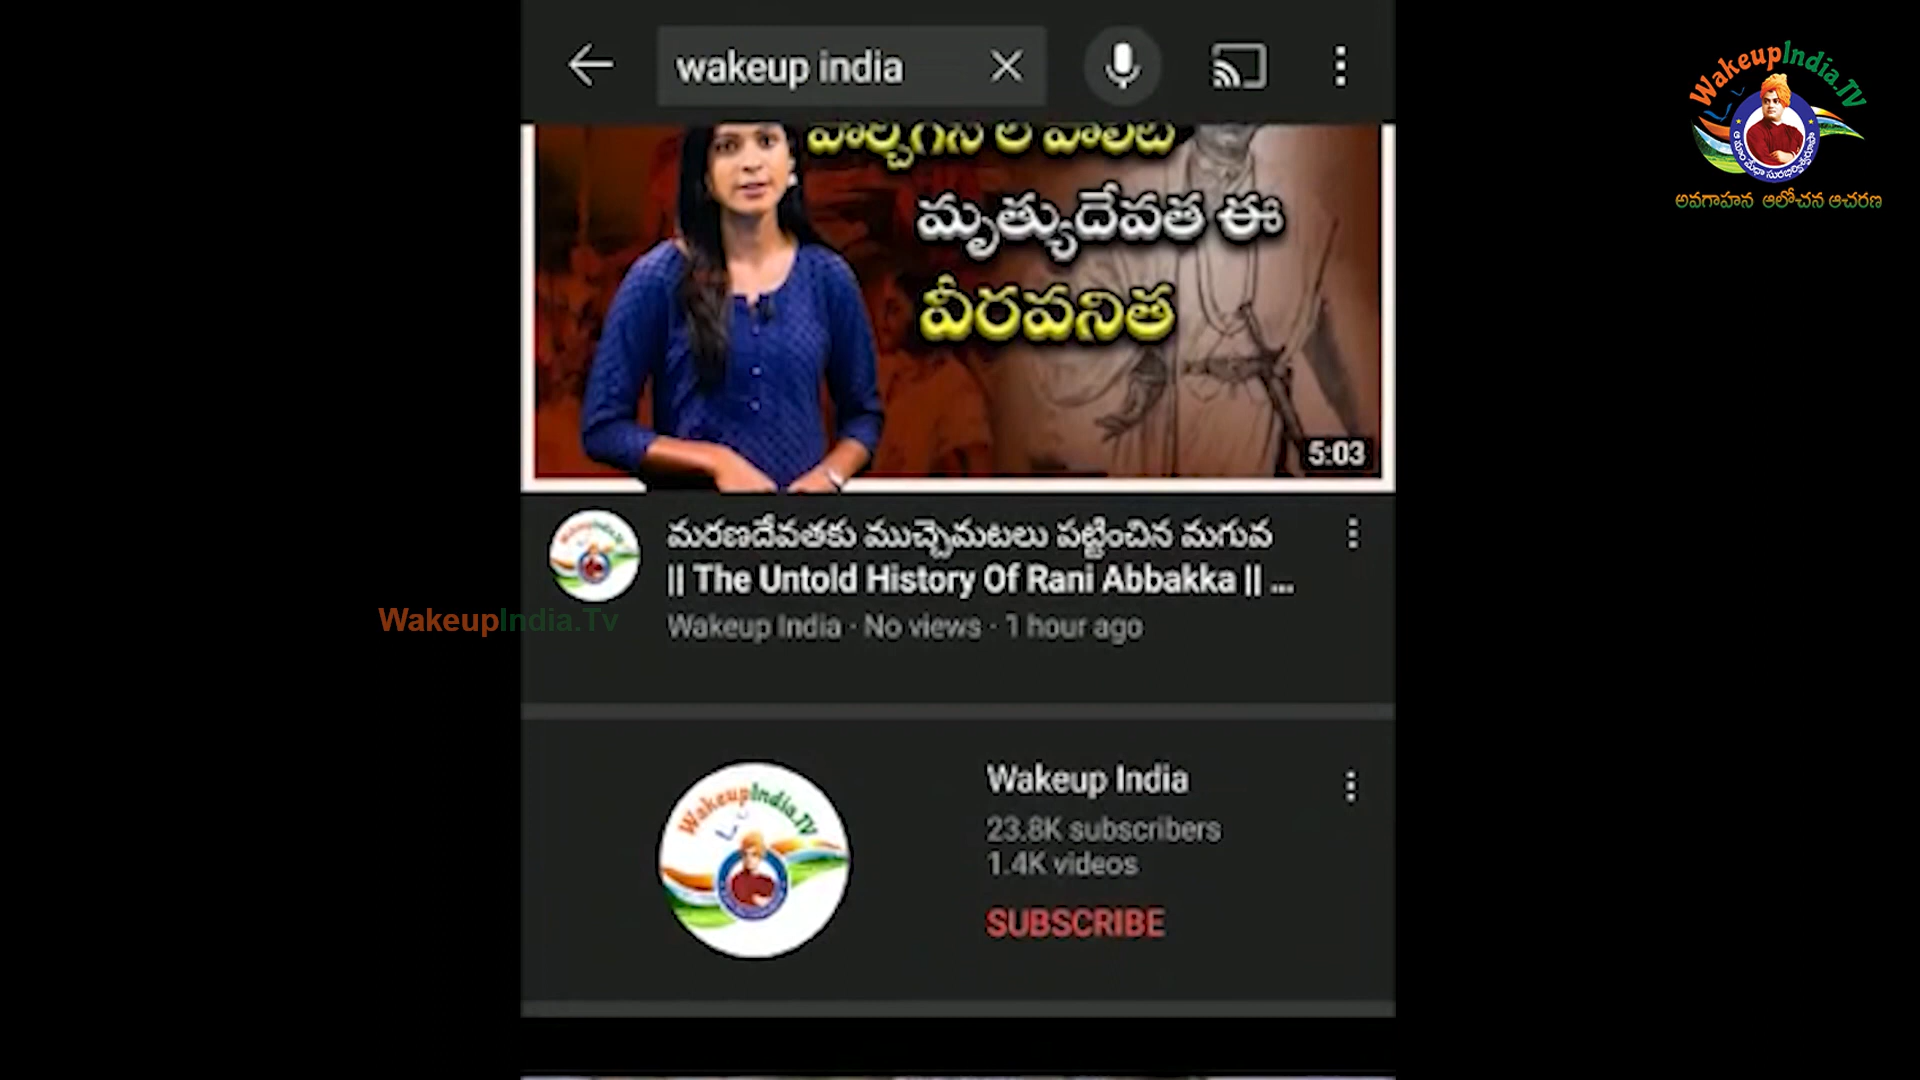 wakeup india
WakeupIndia.TV
అవగాహన ఆలోచన ఆచరణ
మృత్యుదేవత ఈ
వీరవనిత
5:03
మరణదేవతకు ముచ్చెమటలు పట్టించిన మగువ
|| The Untold History Of Rani Abbakka || ...
Wakeup India · No views · 1 hour ago
WakeupIndia.Tv
Wakeup India
23.8K subscribers
1.4K videos
SUBSCRIBE
WakeupIndia.TV